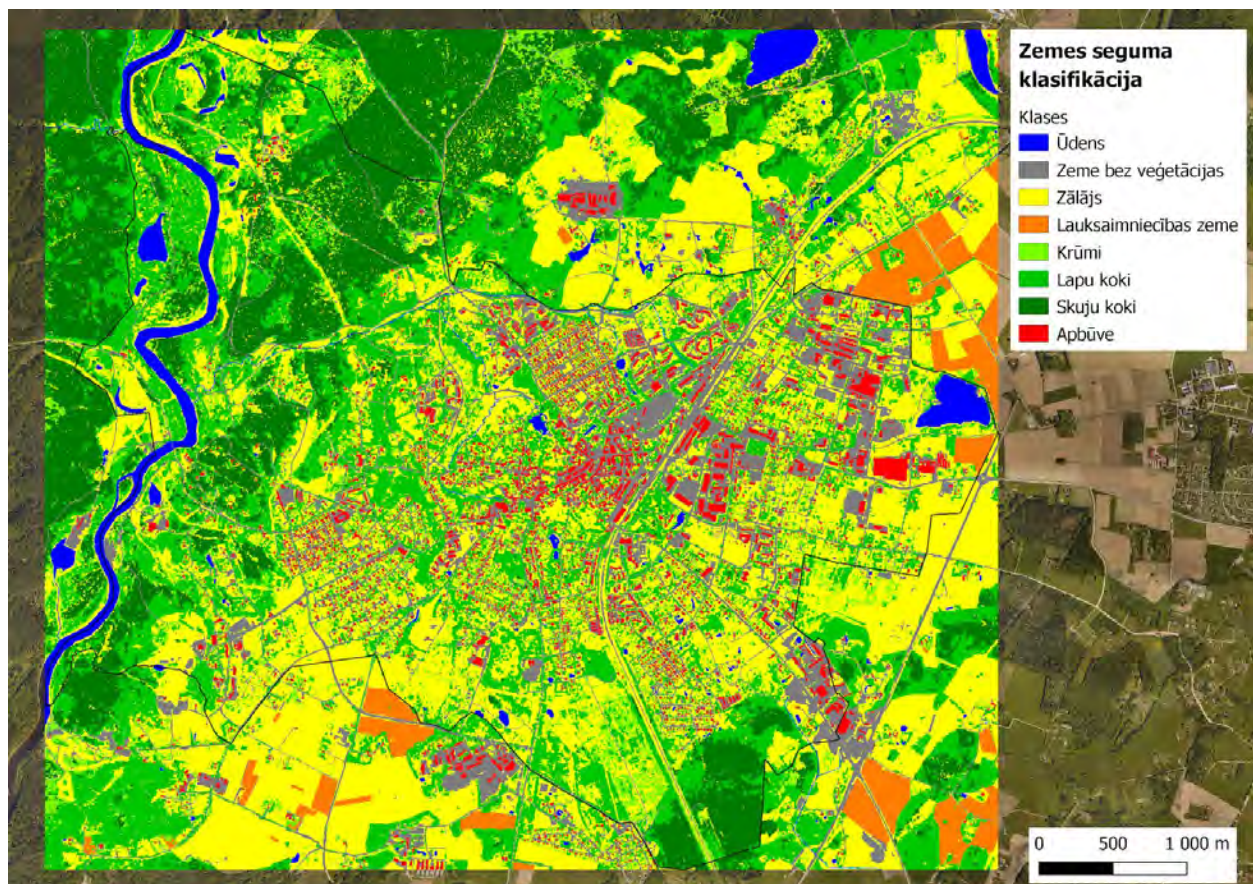 Zemes seguma
klasifikācija
Klases
Ūdens
Zeme bez veģetācijas
Zālājs
Lauksaimniecības zeme
Krūmi
Lapu koki
Skuju koki
Apbūve
0 500 1 000 m